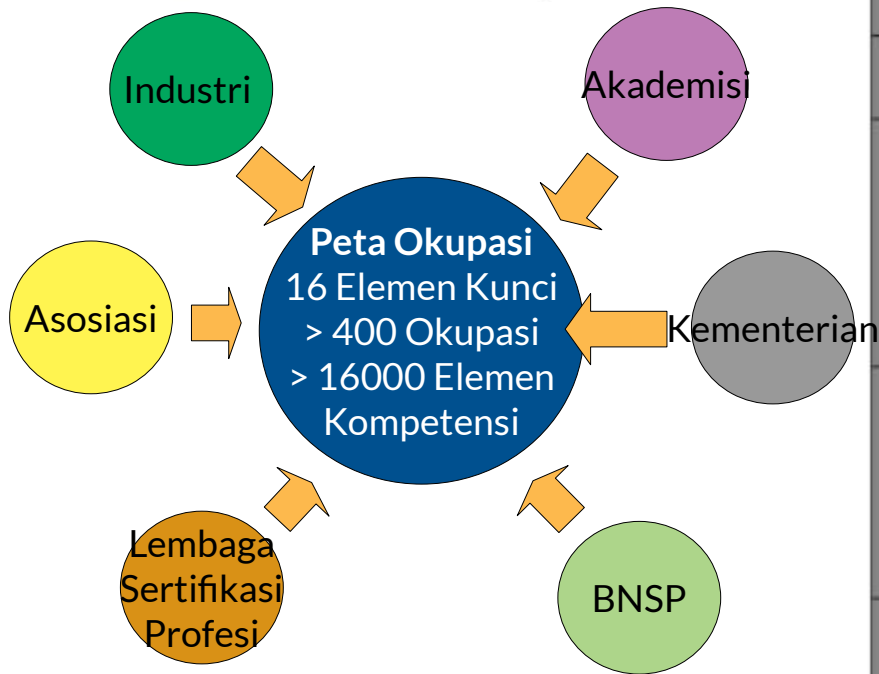 Industri
Akademisi
Peta Okupasi
16 Elemen Kunci
> 400 Okupasi
> 16000 Elemen
Kompetensi
Asosiasi
Kementerian
Lembaga
Sertifikasi
Profesi
BNSP